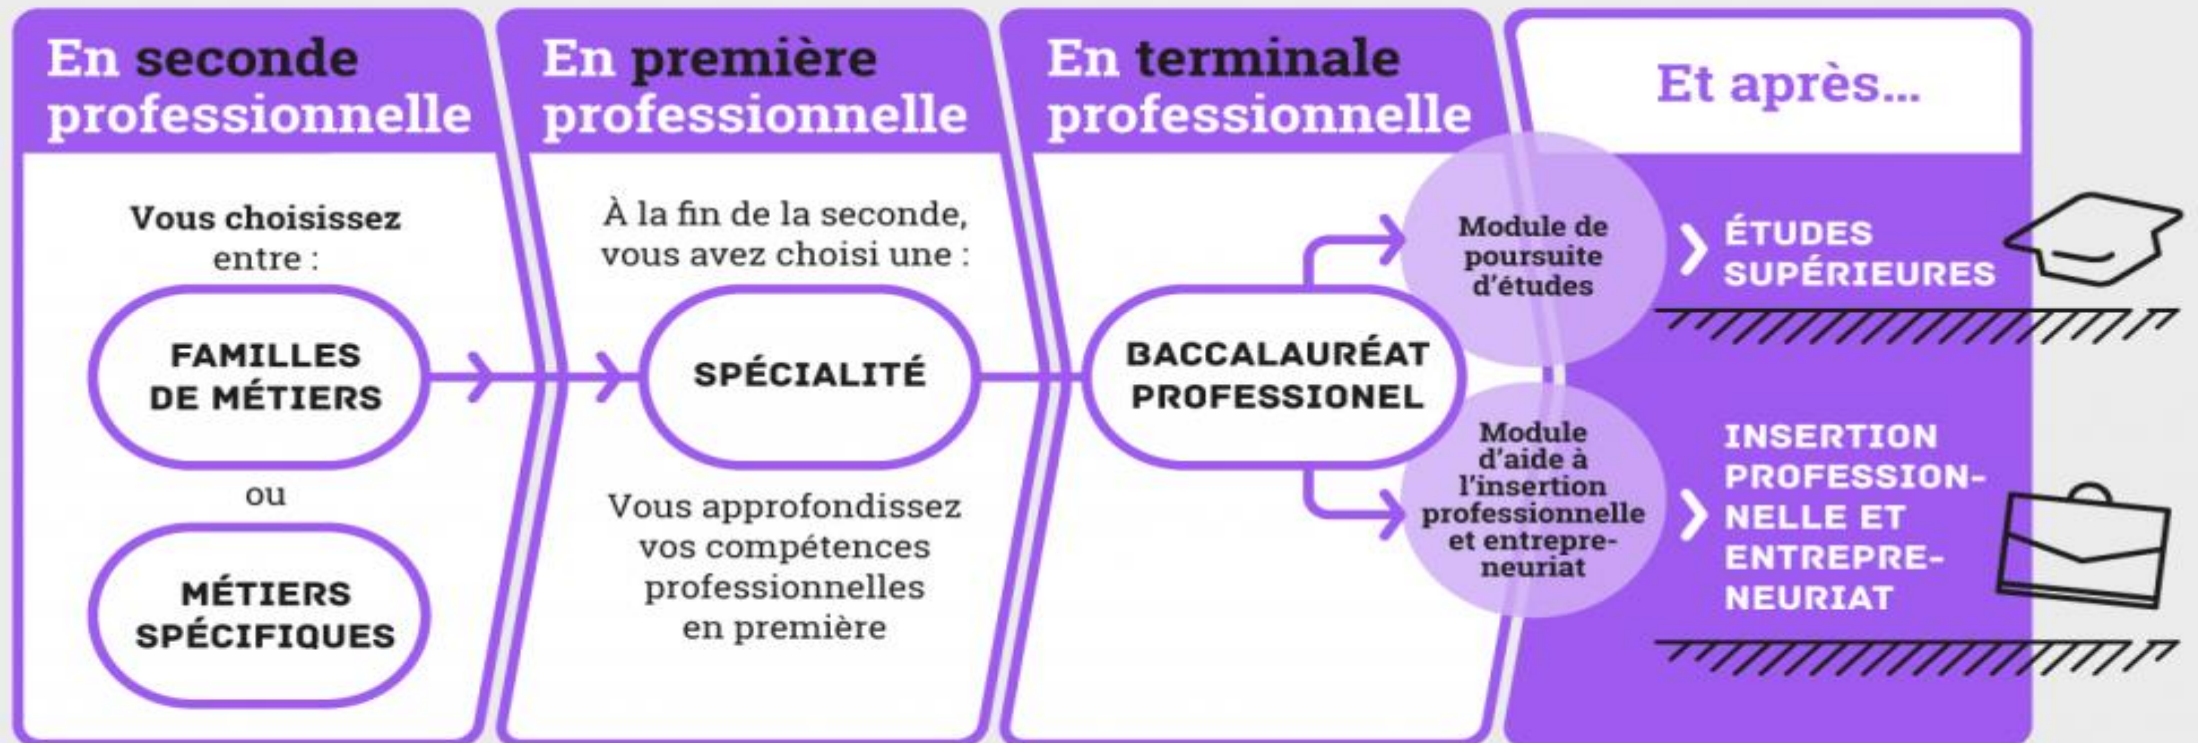 En seconde
professionnelle
Vous choisissez
entre :
FAMILLES
DE MÉTIERS
ou
MÉTIERS
SPÉCIFIQUES
En première
professionnelle
À la fin de la seconde,
vous avez choisi une :
SPÉCIALITÉ
Vous approfondissez
vos compétences
professionnelles
en première
En terminale
professionnelle
BACCALAURÉAT
PROFESSIONEL
Module de
poursuite
d'études
Module
d'aide à
l'insertion
professionnelle
et entrepre-
neuriat
Et après...
ÉTUDES
SUPÉRIEURES
INSERTION
PROFESSION-
NELLE ET
ENTREPRE-
NEURIAT